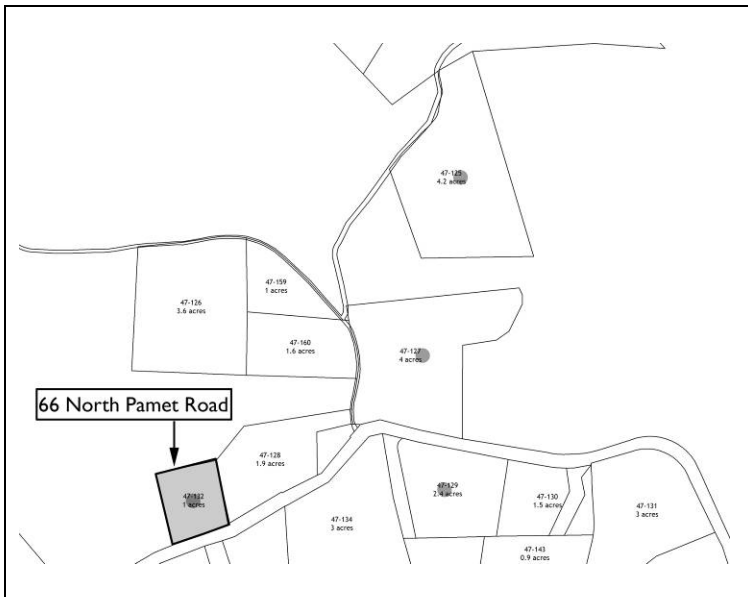 47-125
4.2 acres
47-159
1 acres
47-126
3.6 acres
47-160
1.6 acres
47-127
4 acres
66 North Pamet Road
47-128
1.9 acres
47-129
2.4 acres
47-132
1 acres
47-130
1.5 acres
47-131
3 acres
47-134
3 acres
47-143
0.9 acres